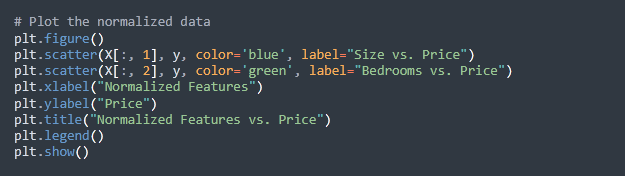 # Plot the normalized data
plt.figure()
plt.scatter(X[:, 1], y, color='blue', label="Size vs. Price")
plt.scatter(X[:, 2], y, color='green', label="Bedrooms vs. Price")
plt.xlabel("Normalized Features")
plt.ylabel("Price")
plt.title("Normalized Features vs. Price")
plt.legend()
plt.show()